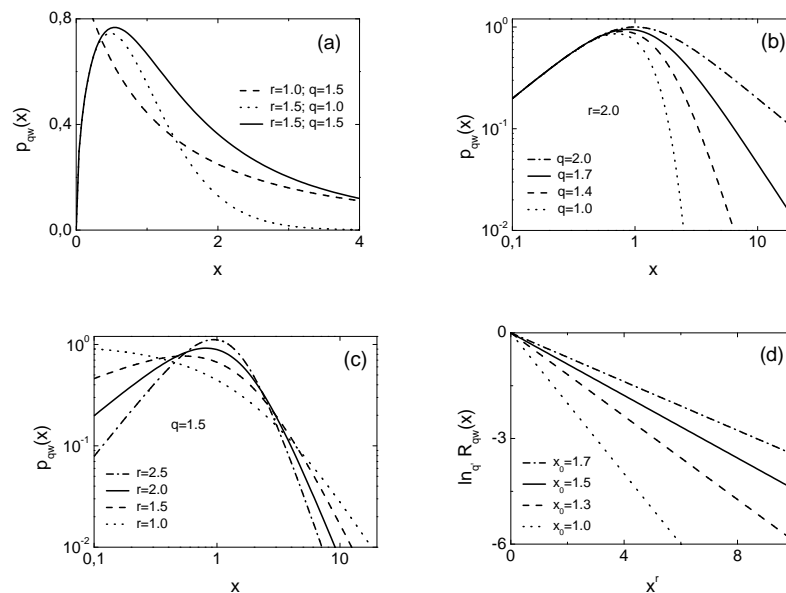 (a)
0,8
0,4
0,0
p_qw(x)
r=1.0; q=1.5
r=1.5; q=1.0
r=1.5; q=1.5
0 2 4
x
(b)
10^0
10^-1
10^-2
p_qw(x)
r=2.0
q=2.0
q=1.7
q=1.4
q=1.0
0,1 1 10
x
(c)
10^0
10^-1
10^-2
p_qw(x)
q=1.5
r=2.5
r=2.0
r=1.5
r=1.0
0,1 1 10
x
(d)
0
-3
-6
ln_q' R_qw(x)
x_0=1.7
x_0=1.5
x_0=1.3
x_0=1.0
0 4 8
x^r